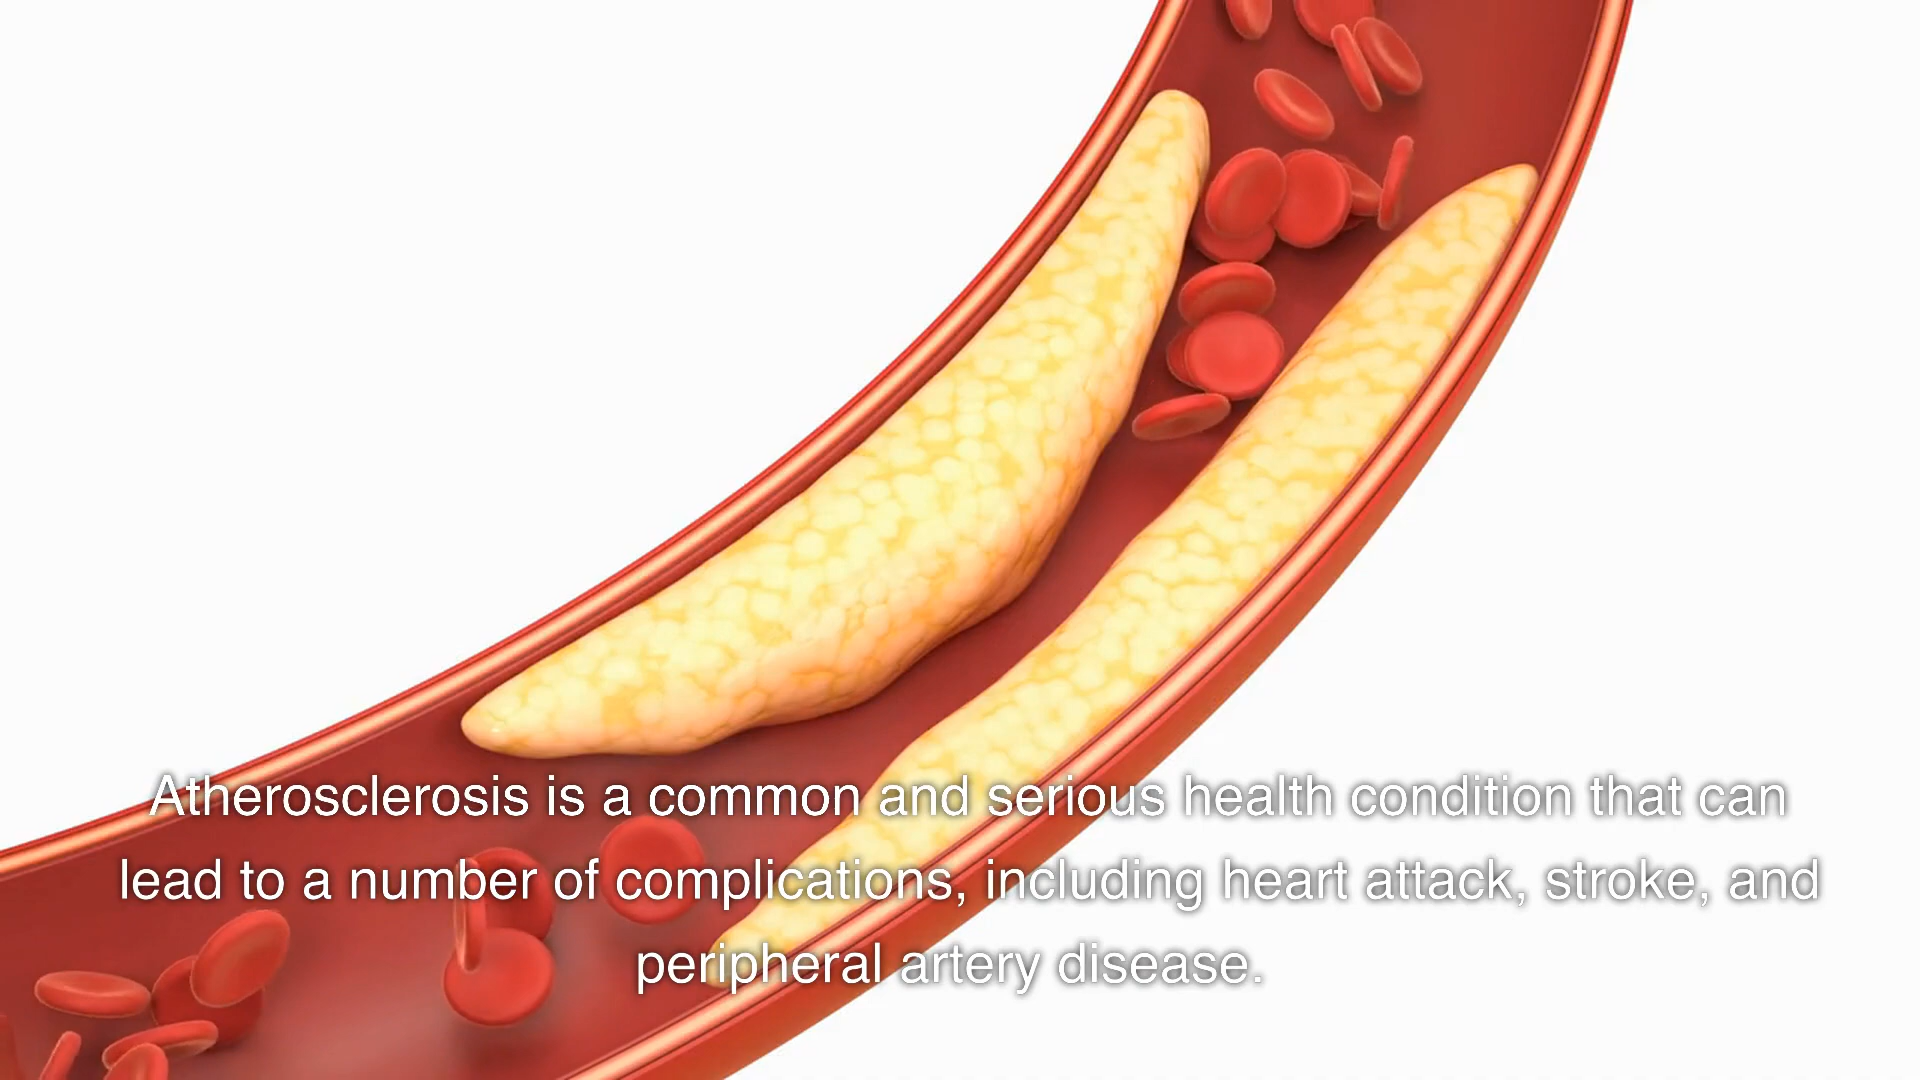 Atherosclerosis is a common and serious health condition that can
lead to a number of complications, including heart attack, stroke, and
peripheral artery disease.